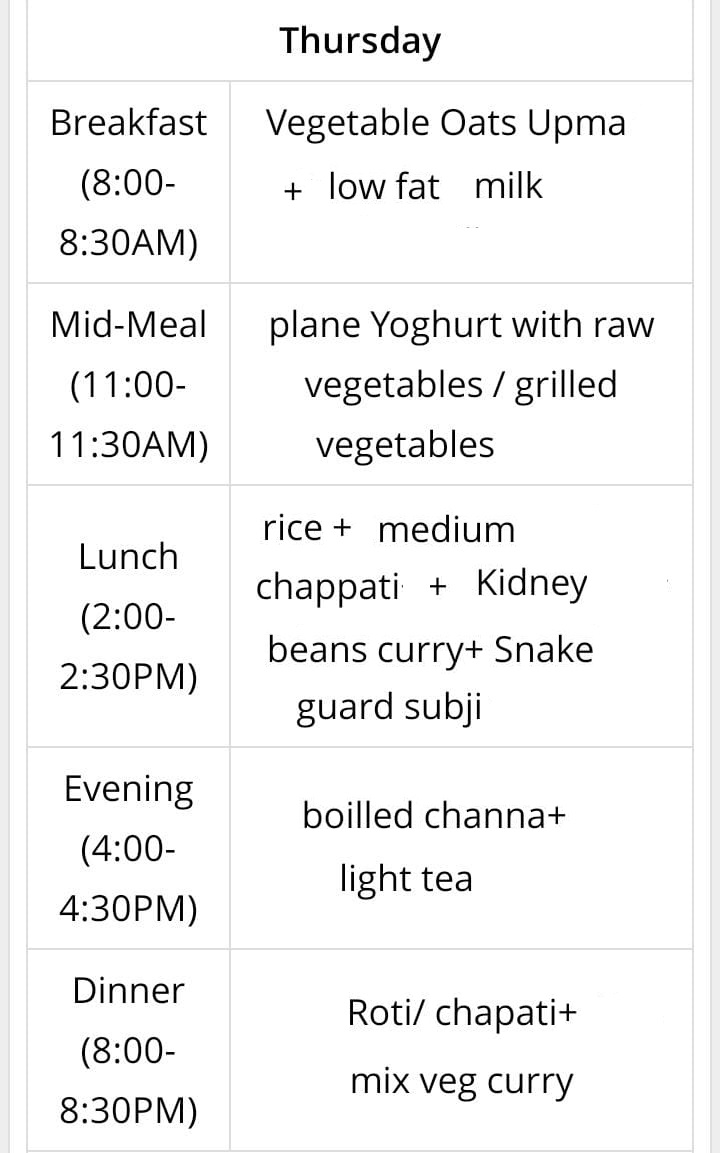 Thursday
Breakfast
(8:00-
8:30AM)
Vegetable Oats Upma
+ low fat milk
Mid-Meal
(11:00-
11:30AM)
plane Yoghurt with raw
vegetables / grilled
vegetables
Lunch
(2:00-
2:30PM)
rice + medium
chappati + Kidney
beans curry+ Snake
guard subji
Evening
(4:00-
4:30PM)
boilled channa+
light tea
Dinner
(8:00-
8:30PM)
Roti/ chapati+
mix veg curry